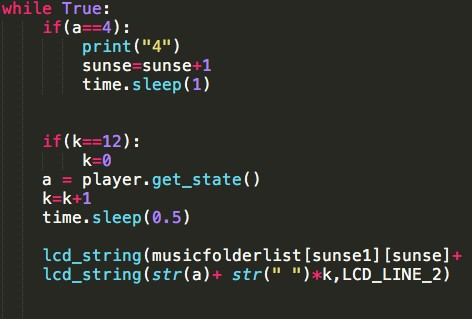 while True:
if(a==4):
print("4")
sunse=sunse+1
time.sleep(1)
if(k==12):
k=0
a = player.get_state()
k=k+1
time.sleep(0.5)
lcd_string(musicfolderlist[sunse1][sunse]+
lcd_string(str(a)+ str(" ")*k,LCD_LINE_2)